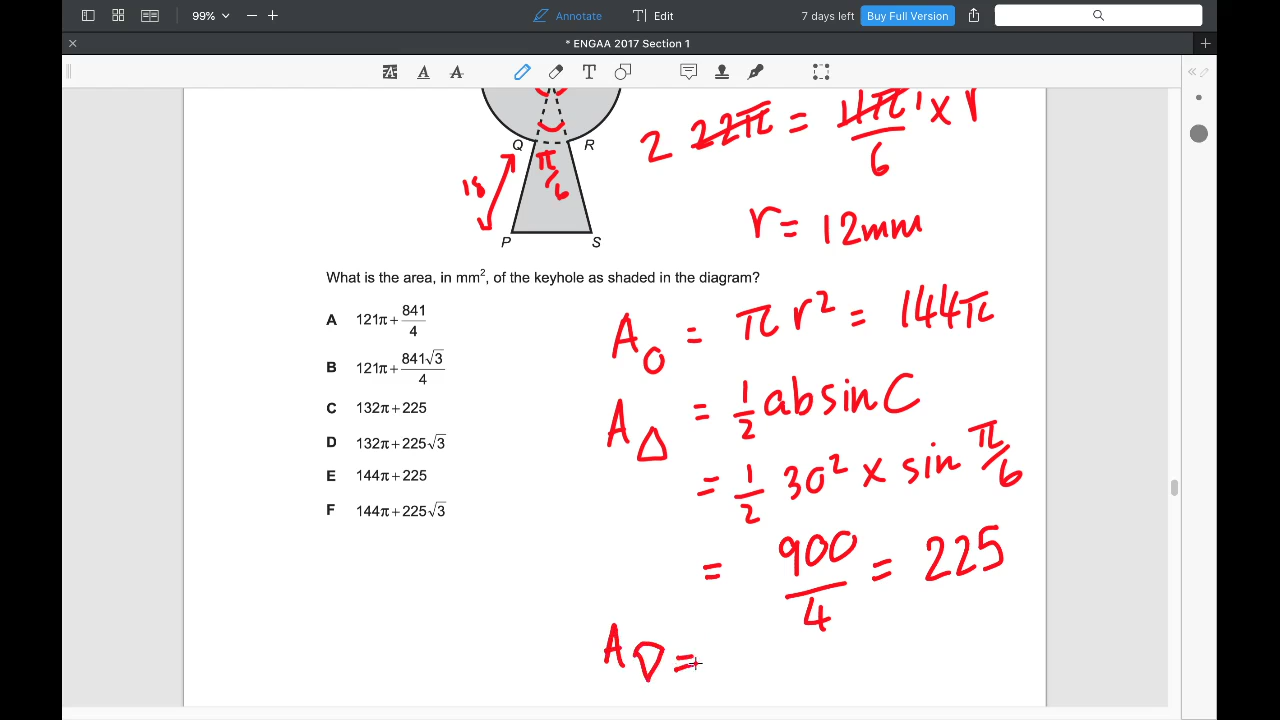 99%
Annotate
Edit
7 days left
Buy Full Version
* ENGAA 2017 Section 1
2 22π = 11π/6 1 × r
Q R
π/6
18
P S
r = 12mm
What is the area, in mm², of the keyhole as shaded in the diagram?
A 121π + 841/4
B 121π + 841√3/4
C 132π + 225
D 132π + 225√3
E 144π + 225
F 144π + 225√3
A○ = πr² = 144π
A△ = 1/2 ab sin C
= 1/2 30² × sin π/6
= 900/4 = 225
A▽ =